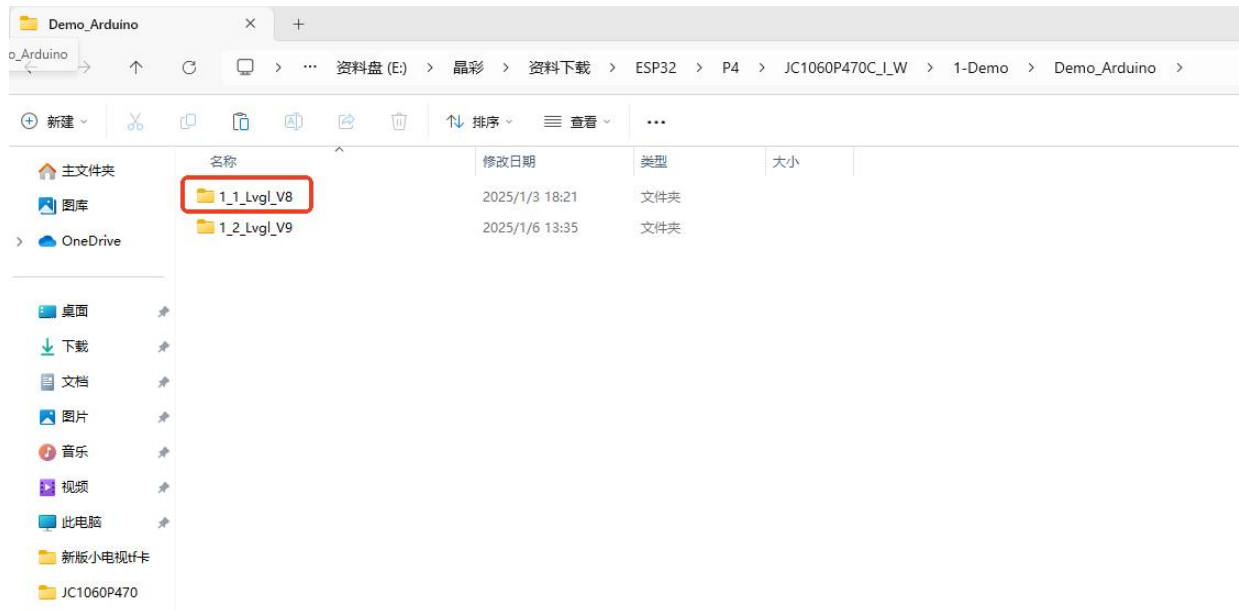 Demo_Arduino
o_Arduino
… 资料盘 (E:) > 晶彩 > 资料下载 > ESP32 > P4 > JC1060P470C_I_W > 1-Demo > Demo_Arduino >
新建 排序 查看 ...
名称 修改日期 类型 大小
1_1_Lvgl_V8 2025/1/3 18:21 文件夹
1_2_Lvgl_V9 2025/1/6 13:35 文件夹
主文件夹
图库
OneDrive
桌面
下载
文档
图片
音乐
视频
此电脑
新版小电视tf卡
JC1060P470